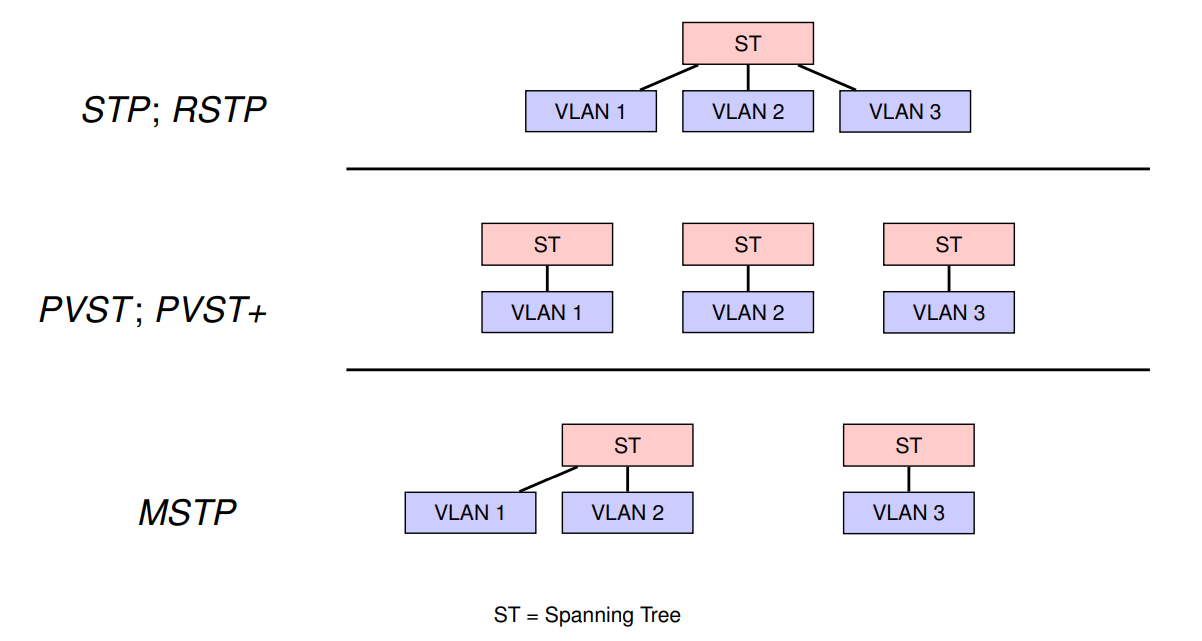 ST
STP; RSTP
VLAN 1 VLAN 2 VLAN 3
ST ST ST
PVST; PVST+
VLAN 1 VLAN 2 VLAN 3
ST ST
MSTP
VLAN 1 VLAN 2 VLAN 3
ST = Spanning Tree